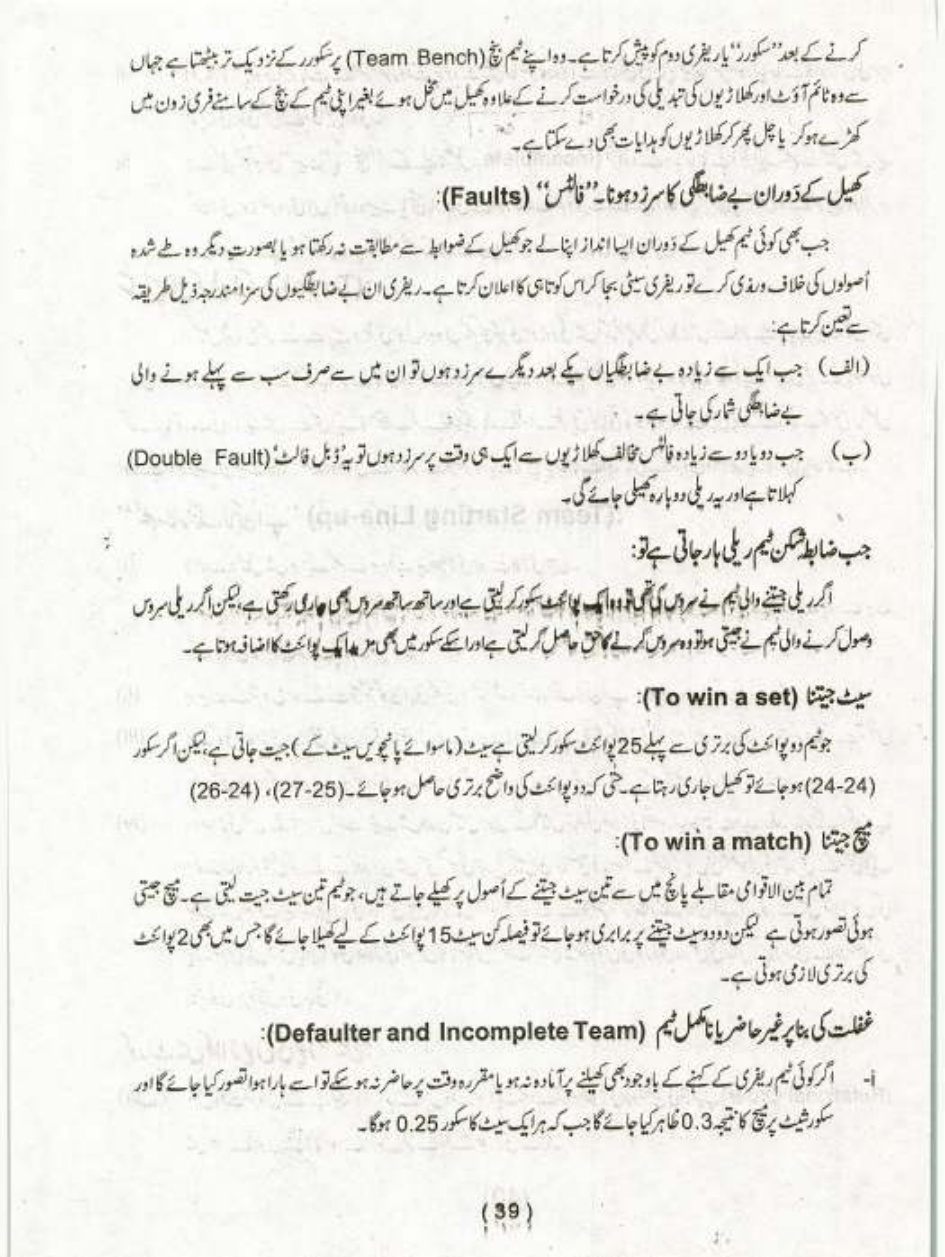 کرنے کے بعد ’’سکورر‘‘ یا ریفری دوم کو پیش کرتا ہے۔ وہ اپنے ٹیم بنچ (Team Bench) پر سکورر کے نزدیک تر بیٹھتا ہے جہاں
سے وہ ٹائم آؤٹ اور کھلاڑیوں کی تبدیلی کی درخواست کرنے کے علاوہ کھیل میں مخل ہوئے بغیر اپنی ٹیم کے بنچ کے سامنے فری زون میں
کھڑے ہو کر یا چل پھر کر کھلاڑیوں کو ہدایات بھی دے سکتا ہے۔
کھیل کے دَوران بے ضابطگی کا سرزد ہونا۔ ’’فالٹس‘‘ (Faults):
جب بھی کوئی ٹیم کھیل کے دَوران ایسا انداز اپنالے جو کھیل کے ضوابط سے مطابقت نہ رکھتا ہو یا بصورتِ دیگر وہ طے شدہ
اُصولوں کی خلاف ورذی کرے تو ریفری سیٹی بجا کر اس کوتاہی کا اعلان کرتا ہے۔ ریفری ان بے ضابطگیوں کی سزا مندرجہ ذیل طریقہ
سے تعین کرتا ہے:
(الف) جب ایک سے زیادہ بے ضابطگیاں یکے بعد دیگرے سرزد ہوں تو ان میں سے صرف سب سے پہلے ہونے والی
بے ضابطگی شمار کی جاتی ہے۔
(ب) جب دو یا دو سے زیادہ فالٹس مخالف کھلاڑیوں سے ایک ہی وقت پر سرزد ہوں تو یہ ’ڈبل فالٹ‘ (Double Fault)
کہلاتا ہے اور یہ ریلی دوبارہ کھیلی جائے گی۔
جب ضابطہ شکن ٹیم ریلی ہار جاتی ہے تو:
اگر ریلی جیتنے والی ٹیم نے سروس کی تھی تو وہ ایک پوائنٹ سکور کر لیتی ہے اور ساتھ ساتھ سروس بھی جاری رکھتی ہے، لیکن اگر ریلی سروس
وصول کرنے والی ٹیم نے جیتی ہو تو وہ سروس کرنے کا حق حاصل کر لیتی ہے اور اسکے سکور میں بھی مزید ایک پوائنٹ کا اضافہ ہوتا ہے۔
سیٹ جیتنا (To win a set):
جو ٹیم دو پوائنٹ کی برتری سے پہلے 25 پوائنٹ سکور کر لیتی ہے سیٹ (ماسوائے پانچویں سیٹ کے) جیت جاتی ہے، لیکن اگر سکور
(24-24) ہو جائے تو کھیل جاری رہتا ہے۔ حتیٰ کہ دو پوائنٹ کی واضح برتری حاصل ہو جائے۔ (27-25)، (26-24)
میچ جیتنا (To win a match):
تمام بین الاقوامی مقابلے پانچ میں سے تین سیٹ جیتنے کے اُصول پر کھیلے جاتے ہیں، جو ٹیم تین سیٹ جیت لیتی ہے۔ میچ جیتی
ہوئی تصور ہوتی ہے لیکن دو دو سیٹ جیتنے پر برابری ہو جائے تو فیصلہ کن سیٹ 15 پوائنٹ کے لیے کھیلا جائے گا جس میں بھی 2 پوائنٹ
کی برتری لازمی ہوتی ہے۔
غفلت کی بنا پر غیر حاضر یا نامکمل ٹیم (Defaulter and Incomplete Team):
i- اگر کوئی ٹیم ریفری کے کہنے کے باوجود بھی کھیلنے پر آمادہ نہ ہو یا مقررہ وقت پر حاضر نہ ہو سکے تو اسے ہارا ہوا تصور کیا جائے گا اور
سکور شیٹ پر میچ کا نتیجہ 0.3 ظاہر کیا جائے گا جب کہ ہر ایک سیٹ کا سکور 0.25 ہوگا۔
(39)